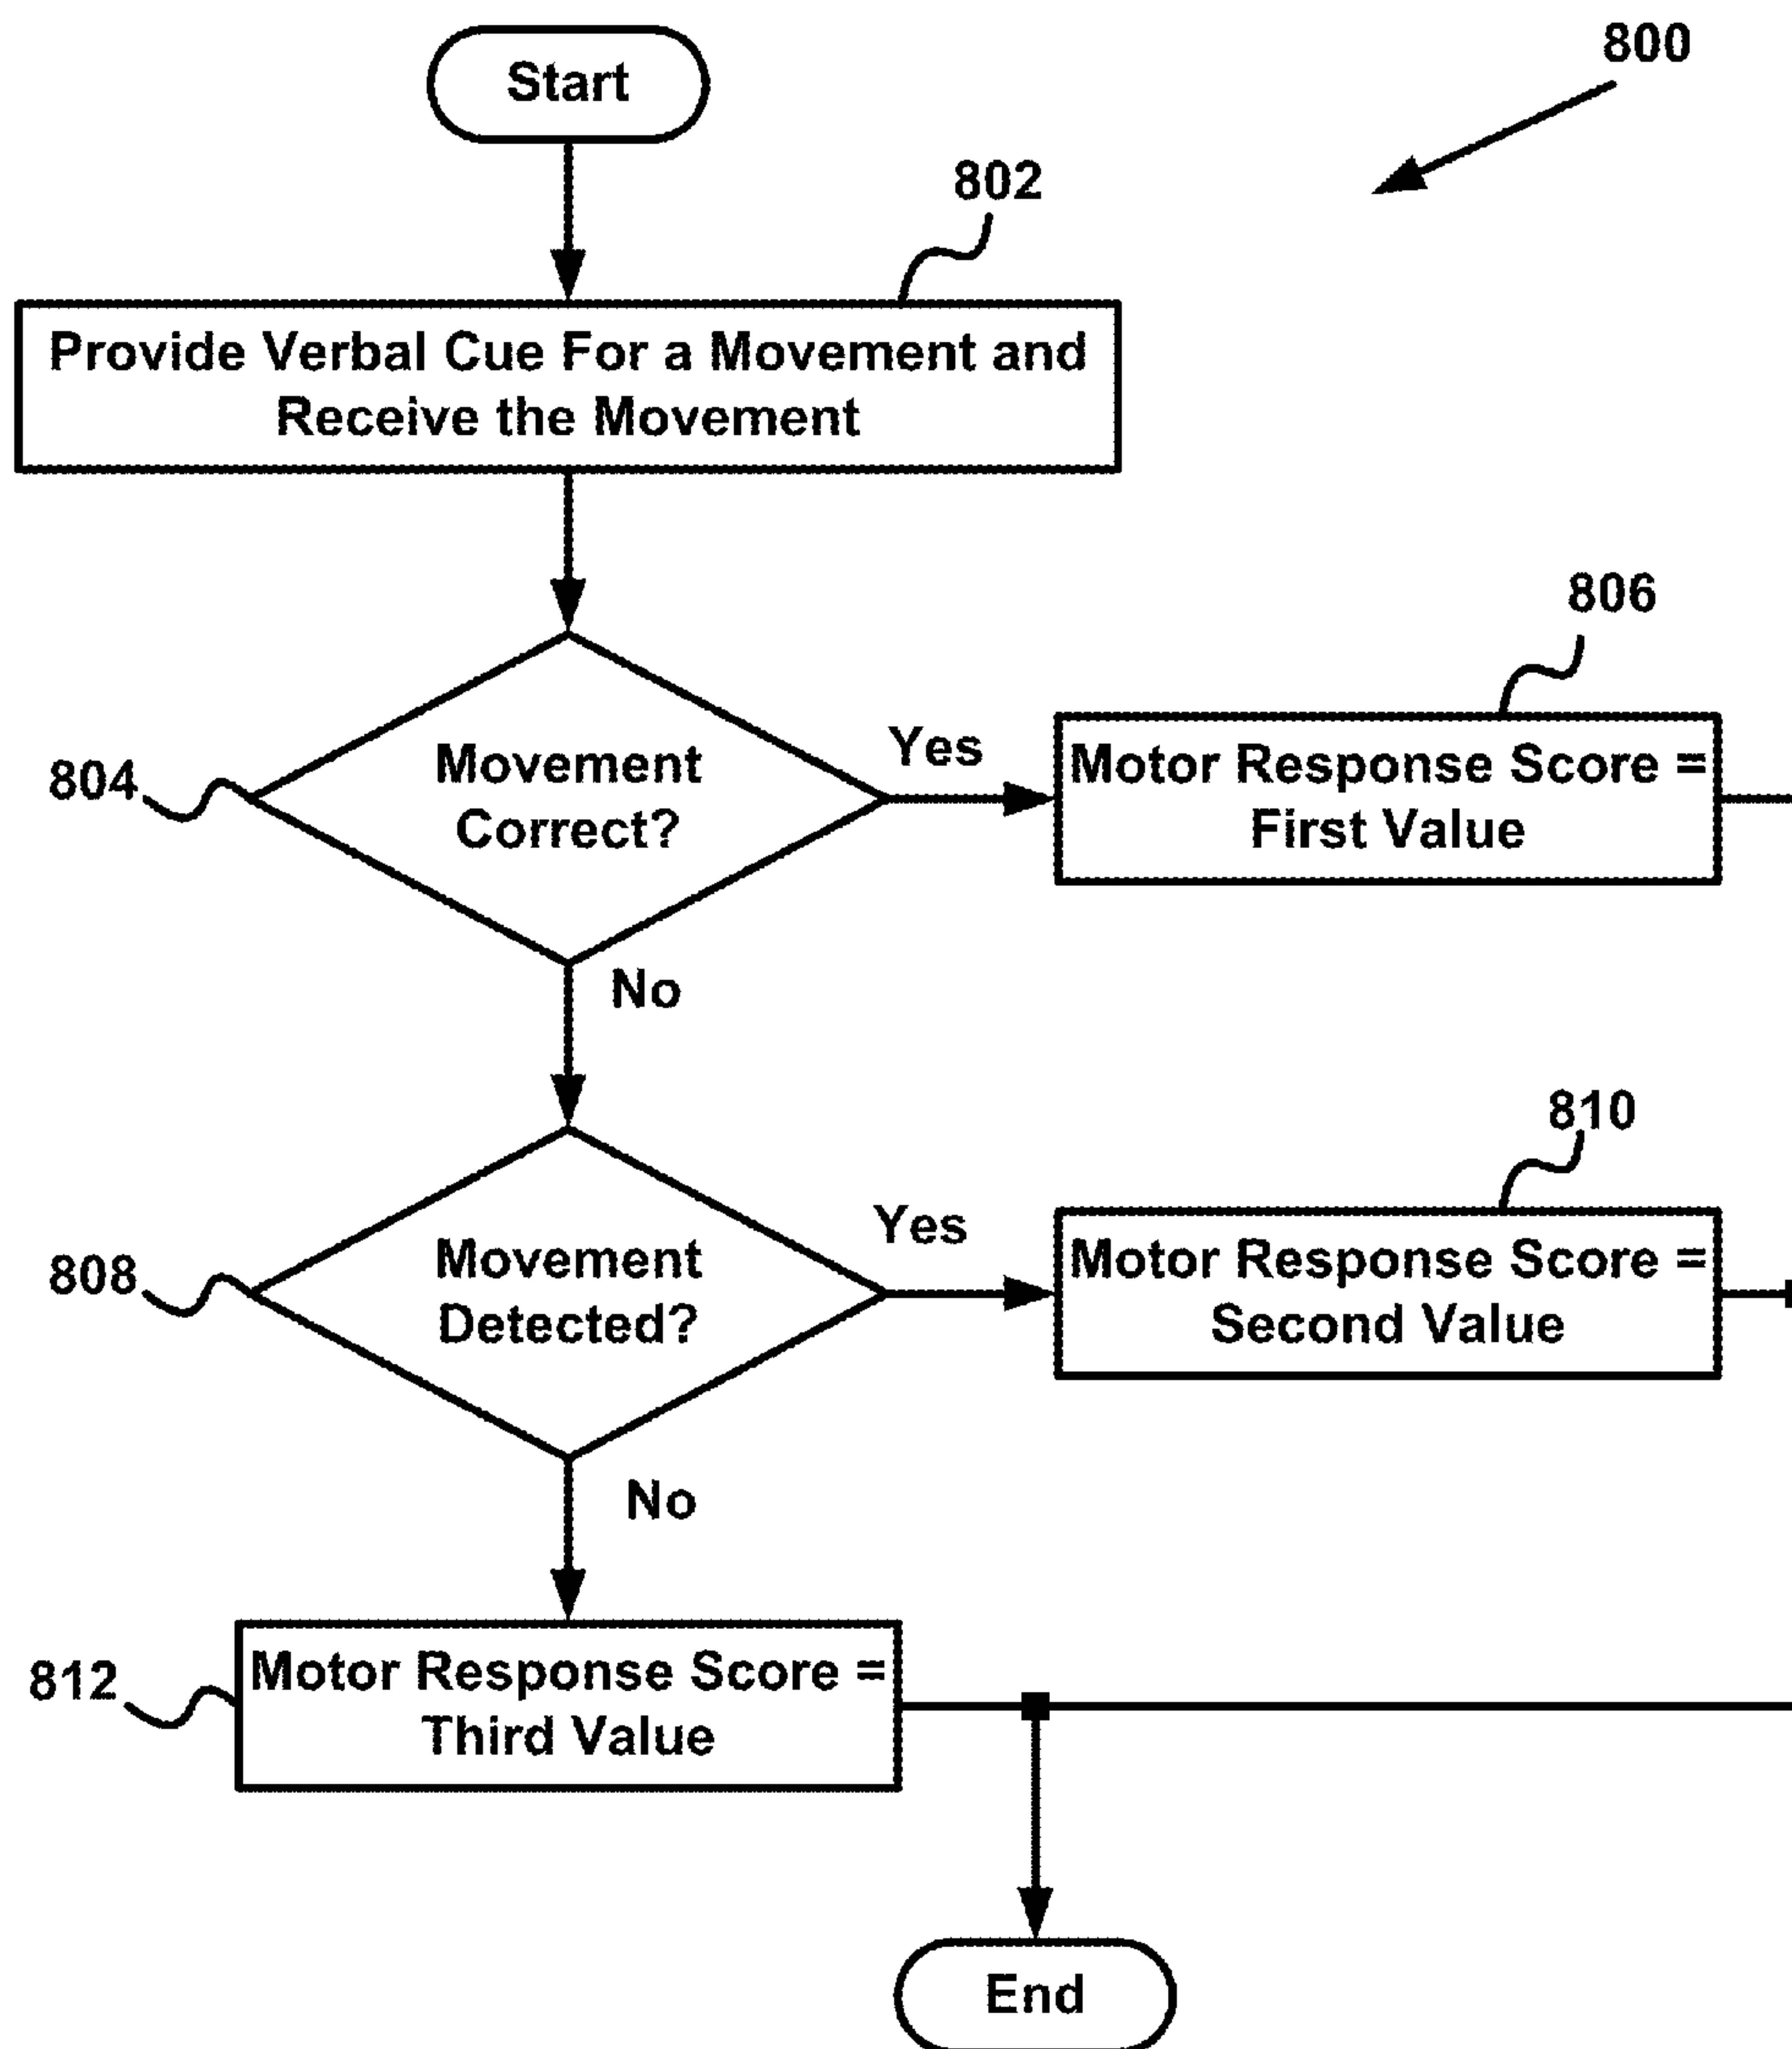 Start
800
802
Provide Verbal Cue For a Movement and
Receive the Movement
804
Movement
Correct?
Yes
806
Motor Response Score =
First Value
No
808
Movement
Detected?
Yes
810
Motor Response Score =
Second Value
No
812
Motor Response Score =
Third Value
End